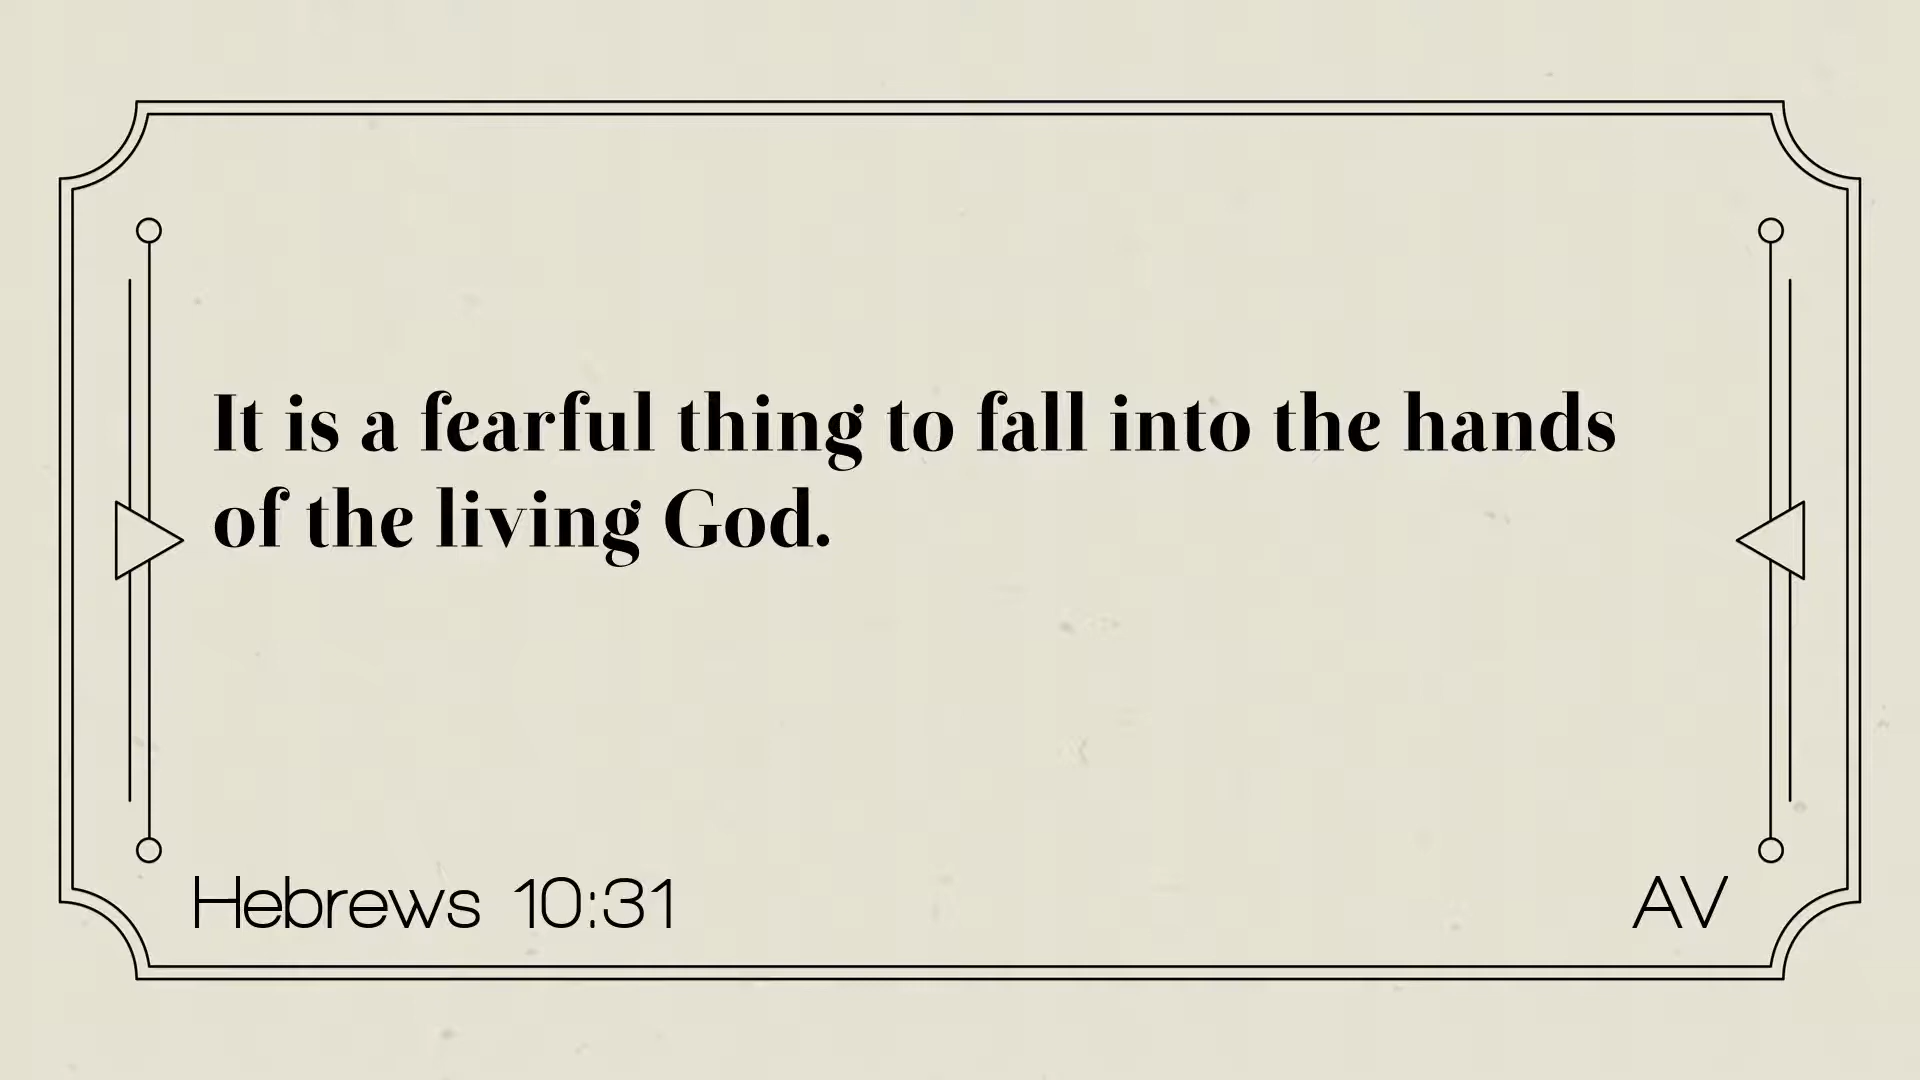 It is a fearful thing to fall into the hands
of the living God.
Hebrews 10:31
AV